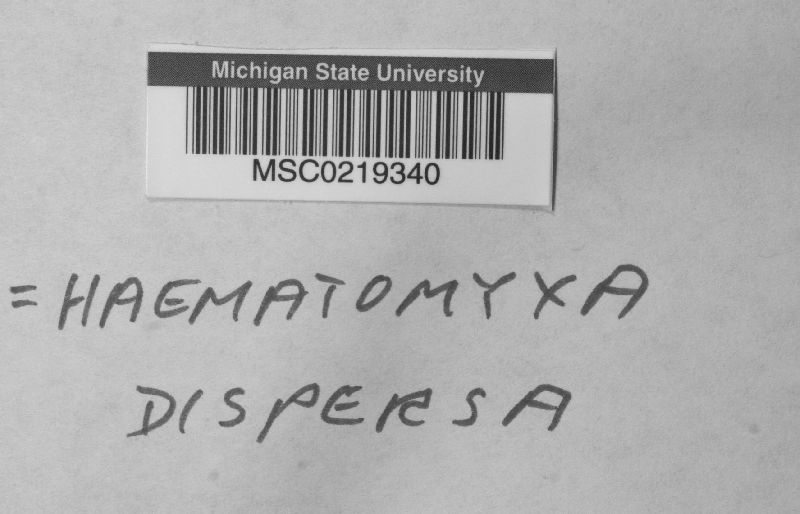 Michigan State University
MSC0219340
= HAEMATOMYXA
DISPERSA